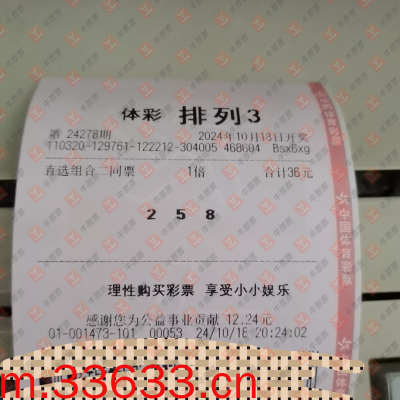 体彩 排列3
第 24278期 2024年10月18日开奖
110320-129761-122212-304005 468604 Bsx6xg
直选组合二同票 1倍 合计36元
2 5 8
理性购买彩票 享受小小娱乐
感谢您为公益事业贡献 12.24元
01-001473-101 00053 24/10/18 20:24:02
m.33633.cn